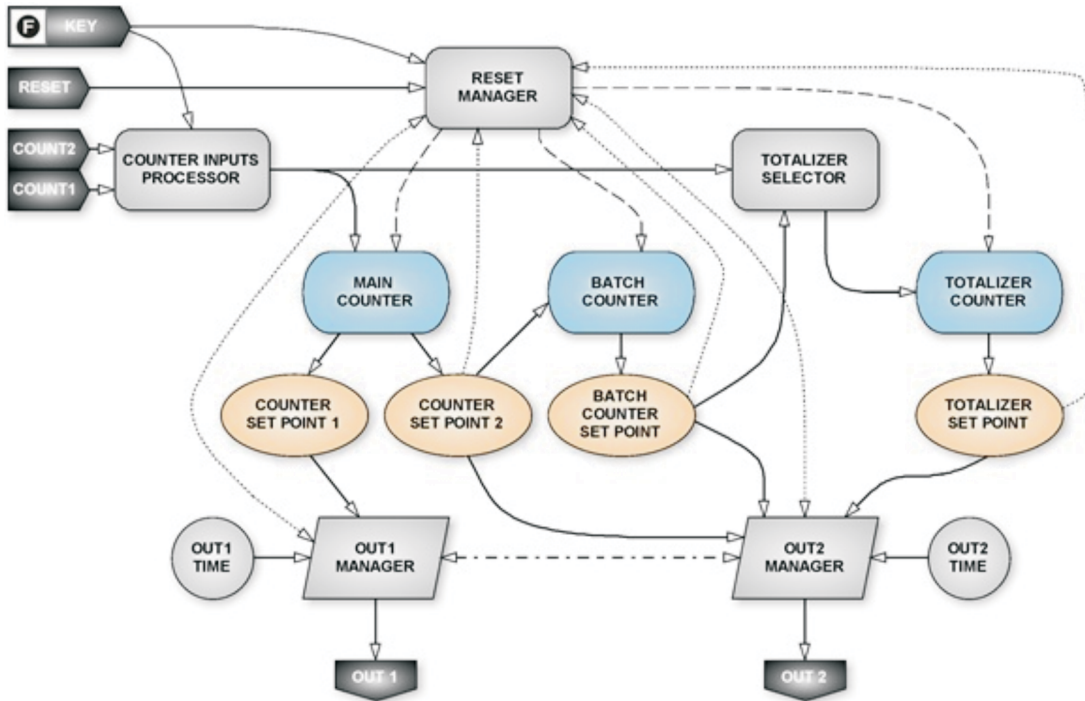 F KEY
RESET
MANAGER
RESET
COUNT2
COUNT1
COUNTER INPUTS
PROCESSOR
TOTALIZER
SELECTOR
MAIN
COUNTER
BATCH
COUNTER
TOTALIZER
COUNTER
COUNTER
SET POINT 1
COUNTER
SET POINT 2
BATCH
COUNTER
SET POINT
TOTALIZER
SET POINT
OUT1
TIME
OUT1
MANAGER
OUT2
MANAGER
OUT2
TIME
OUT 1
OUT 2